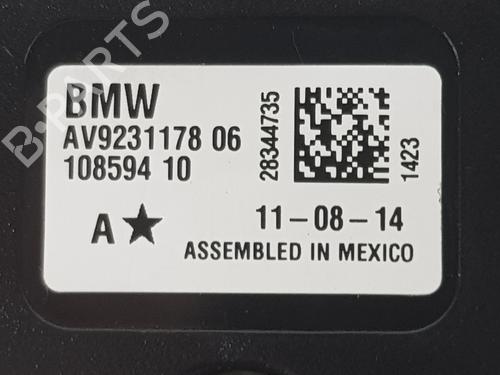 BMW
AV9231178 06
108594 10
28344735
1423
A★
11-08-14
ASSEMBLED IN MEXICO
B-PARTS